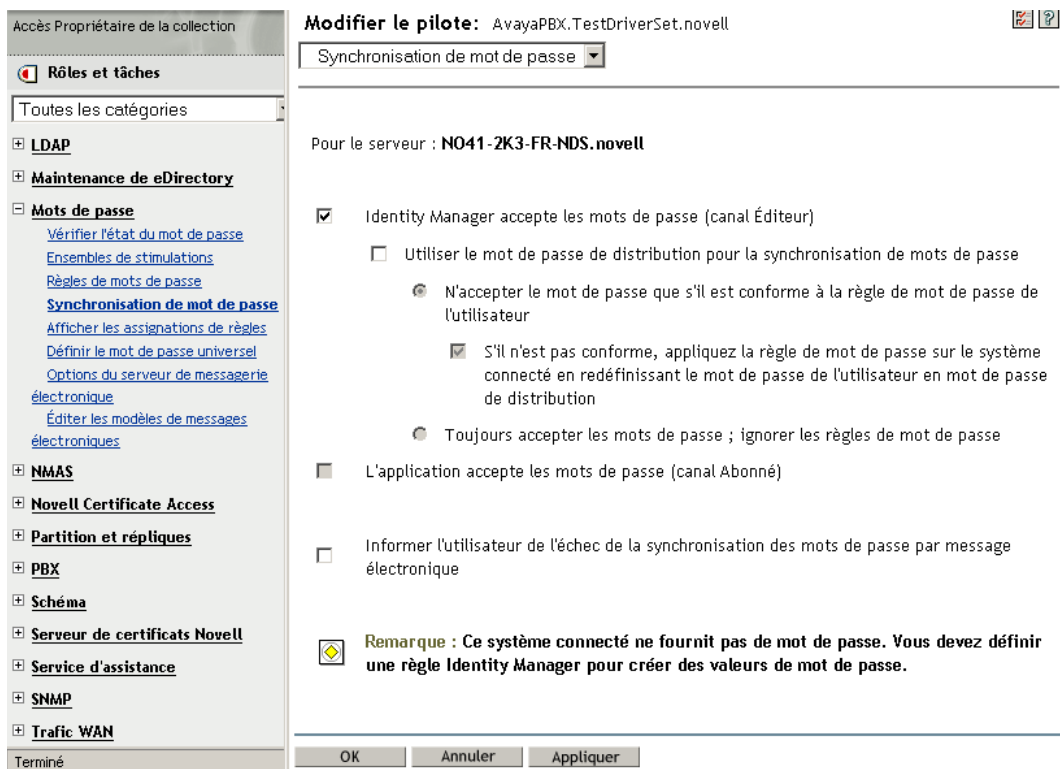 Accès Propriétaire de la collection
Rôles et tâches
Toutes les catégories
LDAP
Maintenance de eDirectory
Mots de passe
Vérifier l'état du mot de passe
Ensembles de stimulations
Règles de mots de passe
Synchronisation de mot de passe
Afficher les assignations de règles
Définir le mot de passe universel
Options du serveur de messagerie
électronique
Éditer les modèles de messages
électroniques
NMAS
Novell Certificate Access
Partition et répliques
PBX
Schéma
Serveur de certificats Novell
Service d'assistance
SNMP
Trafic WAN
Terminé
Modifier le pilote: AvayaPBX.TestDriverSet.novell
Synchronisation de mot de passe
Pour le serveur : NO41-2K3-FR-NDS.novell
Identity Manager accepte les mots de passe (canal Éditeur)
Utiliser le mot de passe de distribution pour la synchronisation de mots de passe
N'accepter le mot de passe que s'il est conforme à la règle de mot de passe de
l'utilisateur
S'il n'est pas conforme, appliquez la règle de mot de passe sur le système
connecté en redéfinissant le mot de passe de l'utilisateur en mot de passe
de distribution
Toujours accepter les mots de passe ; ignorer les règles de mot de passe
L'application accepte les mots de passe (canal Abonné)
Informer l'utilisateur de l'échec de la synchronisation des mots de passe par message
électronique
Remarque : Ce système connecté ne fournit pas de mot de passe. Vous devez définir
une règle Identity Manager pour créer des valeurs de mot de passe.
OK
Annuler
Appliquer